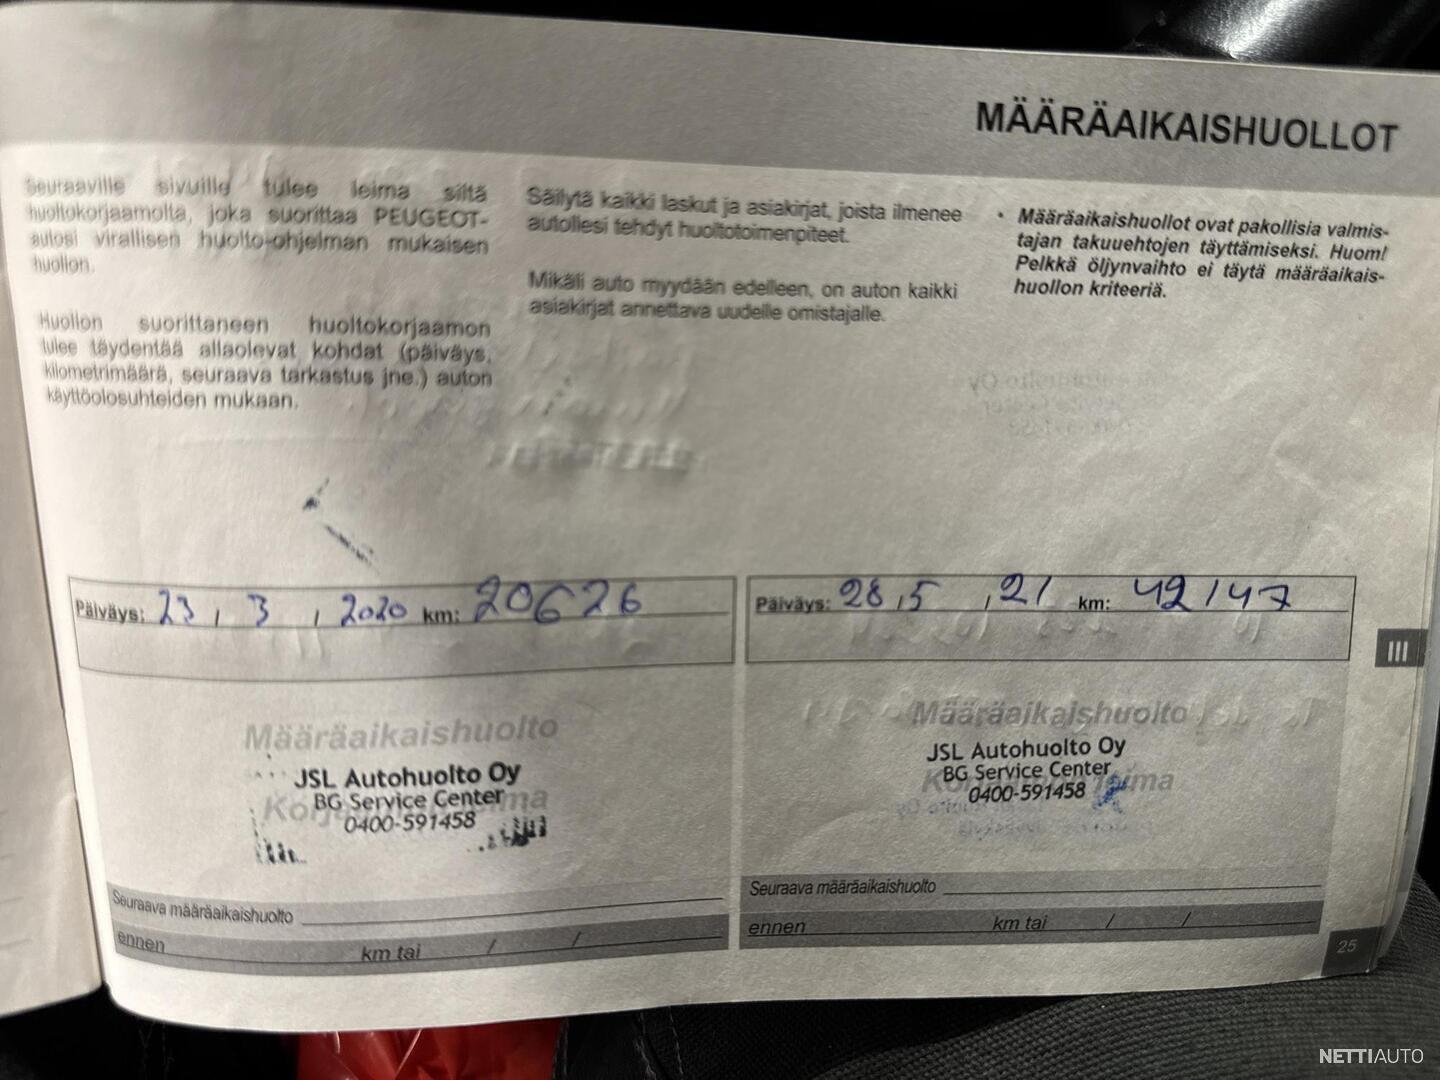 MÄÄRÄAIKAISHUOLLOT
Seuraaville sivuille tulee leima siltä
huoltokorjaamolta, joka suorittaa PEUGEOT-
autosi virallisen huolto-ohjelman mukaisen
huollon.
Huollon suorittaneen huoltokorjaamon
tulee täydentää allaolevat kohdat (päiväys,
kilometrimäärä, seuraava tarkastus jne.) auton
käyttöolosuhteiden mukaan.
Säilytä kaikki laskut ja asiakirjat, joista ilmenee
autollesi tehdyt huoltotoimenpiteet.
Mikäli auto myydään edelleen, on auton kaikki
asiakirjat annettava uudelle omistajalle.
• Määräaikaishuollot ovat pakollisia valmis-
tajan takuuehtojen täyttämiseksi. Huom!
Pelkkä öljynvaihto ei täytä määräaikais-
huollon kriteeriä.
Päiväys: 23 / 3 / 2020 km: 20626
Määräaikaishuolto
JSL Autohuolto Oy
BG Service Center
0400-591458
Seuraava määräaikaishuolto
ennen km tai / /
Päiväys: 28 / 5 / 21 km: 42147
Määräaikaishuolto
JSL Autohuolto Oy
BG Service Center
0400-591458
Seuraava määräaikaishuolto
ennen km tai / /
III
25
NETTIAUTO